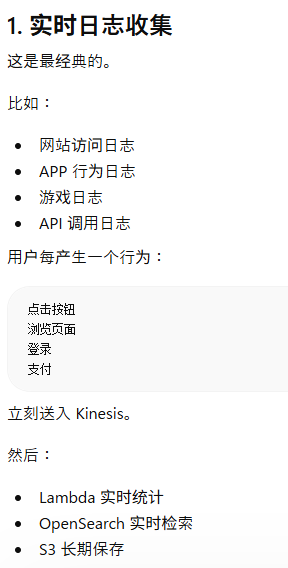 1. 实时日志收集
这是最经典的。
比如：
网站访问日志
APP 行为日志
游戏日志
API 调用日志
用户每产生一个行为：
点击按钮
浏览页面
登录
支付
立刻送入 Kinesis。
然后：
Lambda 实时统计
OpenSearch 实时检索
S3 长期保存